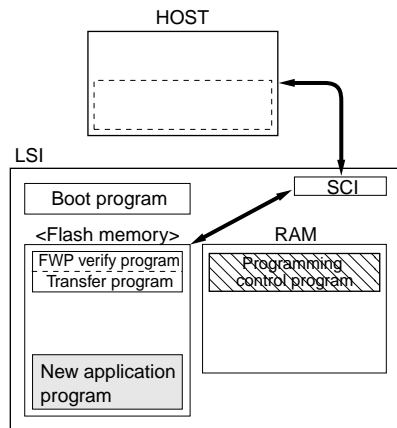 HOST
LSI
Boot program
SCI
<Flash memory>
RAM
FWP verify program
Transfer program
Programming
control program
New application
program